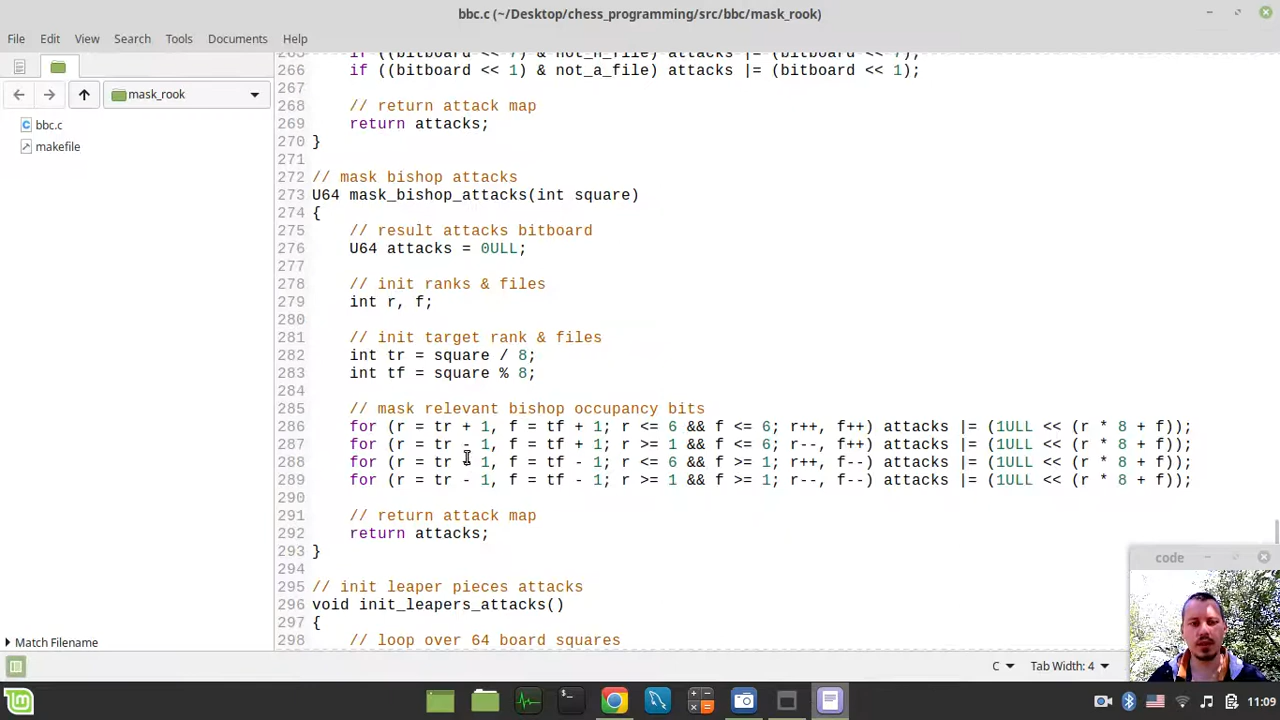 bbc.c (~/Desktop/chess_programming/src/bbc/mask_rook)
File Edit View Search Tools Documents Help
mask_rook
bbc.c
makefile
Match Filename
266 if ((bitboard << 1) & not_a_file) attacks |= (bitboard << 1);
267
268 // return attack map
269 return attacks;
270 }
271
272 // mask bishop attacks
273 U64 mask_bishop_attacks(int square)
274 {
275 // result attacks bitboard
276 U64 attacks = 0ULL;
277
278 // init ranks & files
279 int r, f;
280
281 // init target rank & files
282 int tr = square / 8;
283 int tf = square % 8;
284
285 // mask relevant bishop occupancy bits
286 for (r = tr + 1, f = tf + 1; r <= 6 && f <= 6; r++, f++) attacks |= (1ULL << (r * 8 + f));
287 for (r = tr - 1, f = tf + 1; r >= 1 && f <= 6; r--, f++) attacks |= (1ULL << (r * 8 + f));
288 for (r = tr 1, f = tf - 1; r <= 6 && f >= 1; r++, f--) attacks |= (1ULL << (r * 8 + f));
289 for (r = tr - 1, f = tf - 1; r >= 1 && f >= 1; r--, f--) attacks |= (1ULL << (r * 8 + f));
290
291 // return attack map
292 return attacks;
293 }
294
295 // init leaper pieces attacks
296 void init_leapers_attacks()
297 {
298 // loop over 64 board squares
code
C Tab Width: 4
11:09